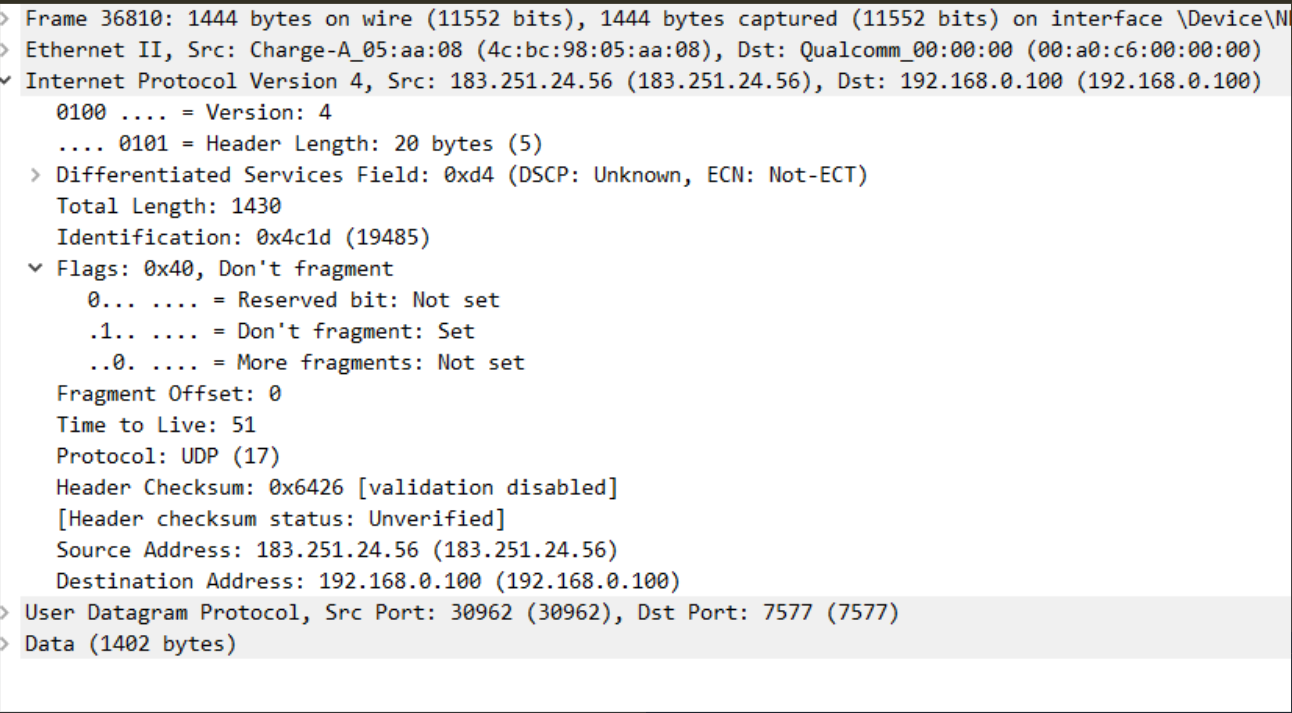 Frame 36810: 1444 bytes on wire (11552 bits), 1444 bytes captured (11552 bits) on interface \Device\
Ethernet II, Src: Charge-A_05:aa:08 (4c:bc:98:05:aa:08), Dst: Qualcomm_00:00:00 (00:a0:c6:00:00:00)
Internet Protocol Version 4, Src: 183.251.24.56 (183.251.24.56), Dst: 192.168.0.100 (192.168.0.100)
0100 .... = Version: 4
.... 0101 = Header Length: 20 bytes (5)
Differentiated Services Field: 0xd4 (DSCP: Unknown, ECN: Not-ECT)
Total Length: 1430
Identification: 0x4c1d (19485)
Flags: 0x40, Don't fragment
0... .... = Reserved bit: Not set
.1.. .... = Don't fragment: Set
..0. .... = More fragments: Not set
Fragment Offset: 0
Time to Live: 51
Protocol: UDP (17)
Header Checksum: 0x6426 [validation disabled]
[Header checksum status: Unverified]
Source Address: 183.251.24.56 (183.251.24.56)
Destination Address: 192.168.0.100 (192.168.0.100)
User Datagram Protocol, Src Port: 30962 (30962), Dst Port: 7577 (7577)
Data (1402 bytes)